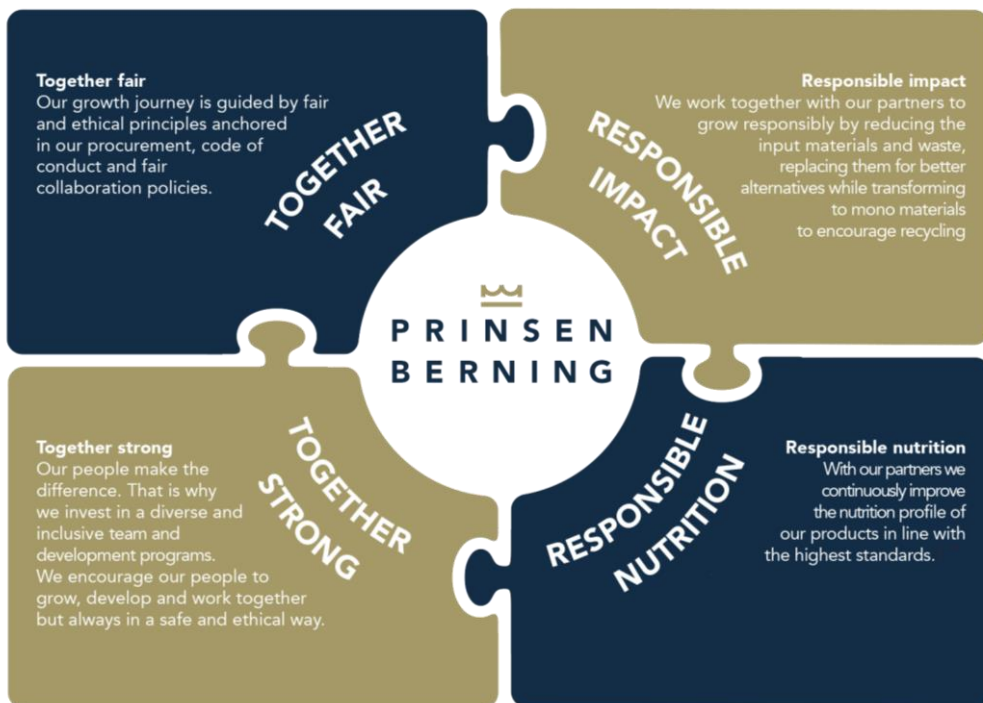 Together fair
Our growth journey is guided by fair
and ethical principles anchored
in our procurement, code of
conduct and fair
collaboration policies.
TOGETHER
FAIR
Responsible impact
We work together with our partners to
grow responsibly by reducing the
input materials and waste,
replacing them for better
alternatives while transforming
to mono materials
to encourage recycling
RESPONSIBLE
IMPACT
PRINSEN
BERNING
Together strong
Our people make the
difference. That is why
we invest in a diverse and
inclusive team and
development programs.
We encourage our people to
grow, develop and work together
but always in a safe and ethical way.
TOGETHER
STRONG
Responsible nutrition
With our partners we
continuously improve
the nutrition profile of
our products in line with
the highest standards.
RESPONSIBLE
NUTRITION